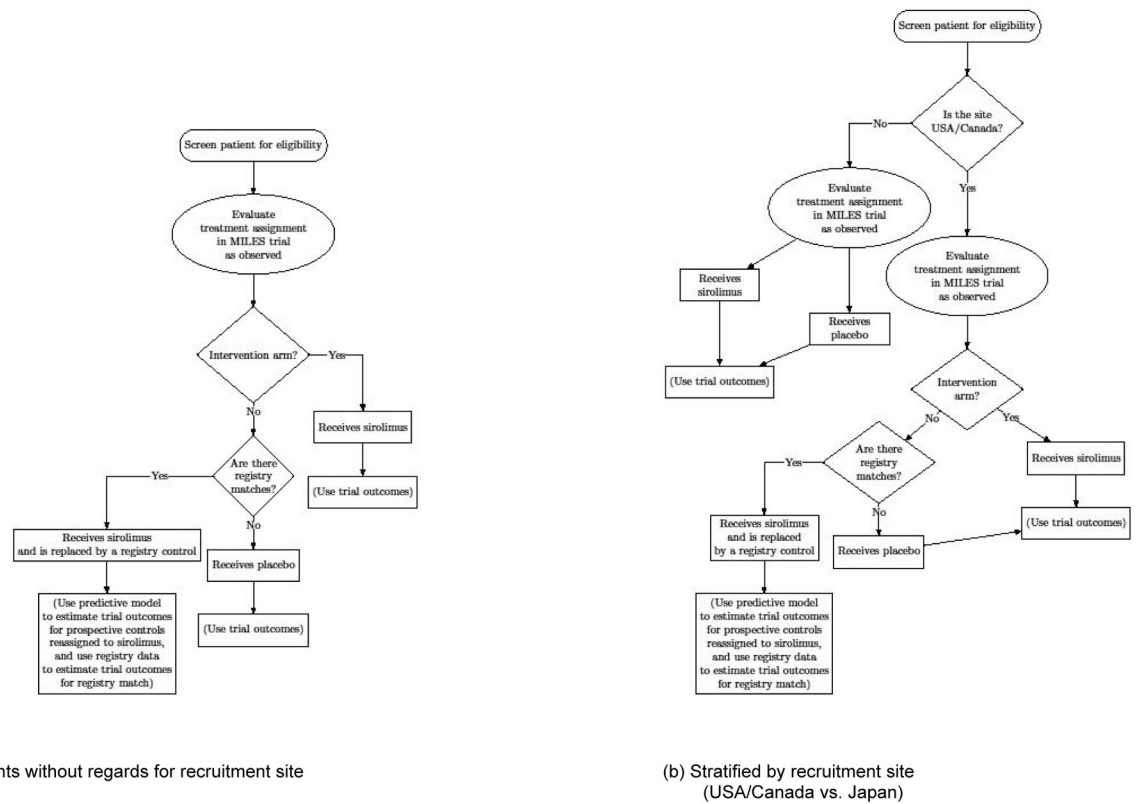 Screen patient for eligibility
Evaluate
treatment assignment
in MILES trial
as observed
Intervention arm?
Yes
No
Receives sirolimus
(Use trial outcomes)
Are there
registry
matches?
Yes
No
Receives sirolimus
and is replaced by a registry control
Receives placebo
(Use predictive model
to estimate trial outcomes
for prospective controls
reassigned to sirolimus,
and use registry data
to estimate trial outcomes
for registry match)
(Use trial outcomes)
nts without regards for recruitment site
Screen patient for eligibility
Is the site
USA/Canada?
No
Yes
Evaluate
treatment assignment
in MILES trial
as observed
Receives
sirolimus
Receives
placebo
(Use trial outcomes)
Evaluate
treatment assignment
in MILES trial
as observed
Intervention
arm?
No
Yes
Are there
registry
matches?
Yes
No
Receives sirolimus
(Use trial outcomes)
Receives sirolimus
and is replaced
by a registry control
Receives placebo
(Use predictive model
to estimate trial outcomes
for prospective controls
reassigned to sirolimus,
and use registry data
to estimate trial outcomes
for registry match)
(b) Stratified by recruitment site
(USA/Canada vs. Japan)